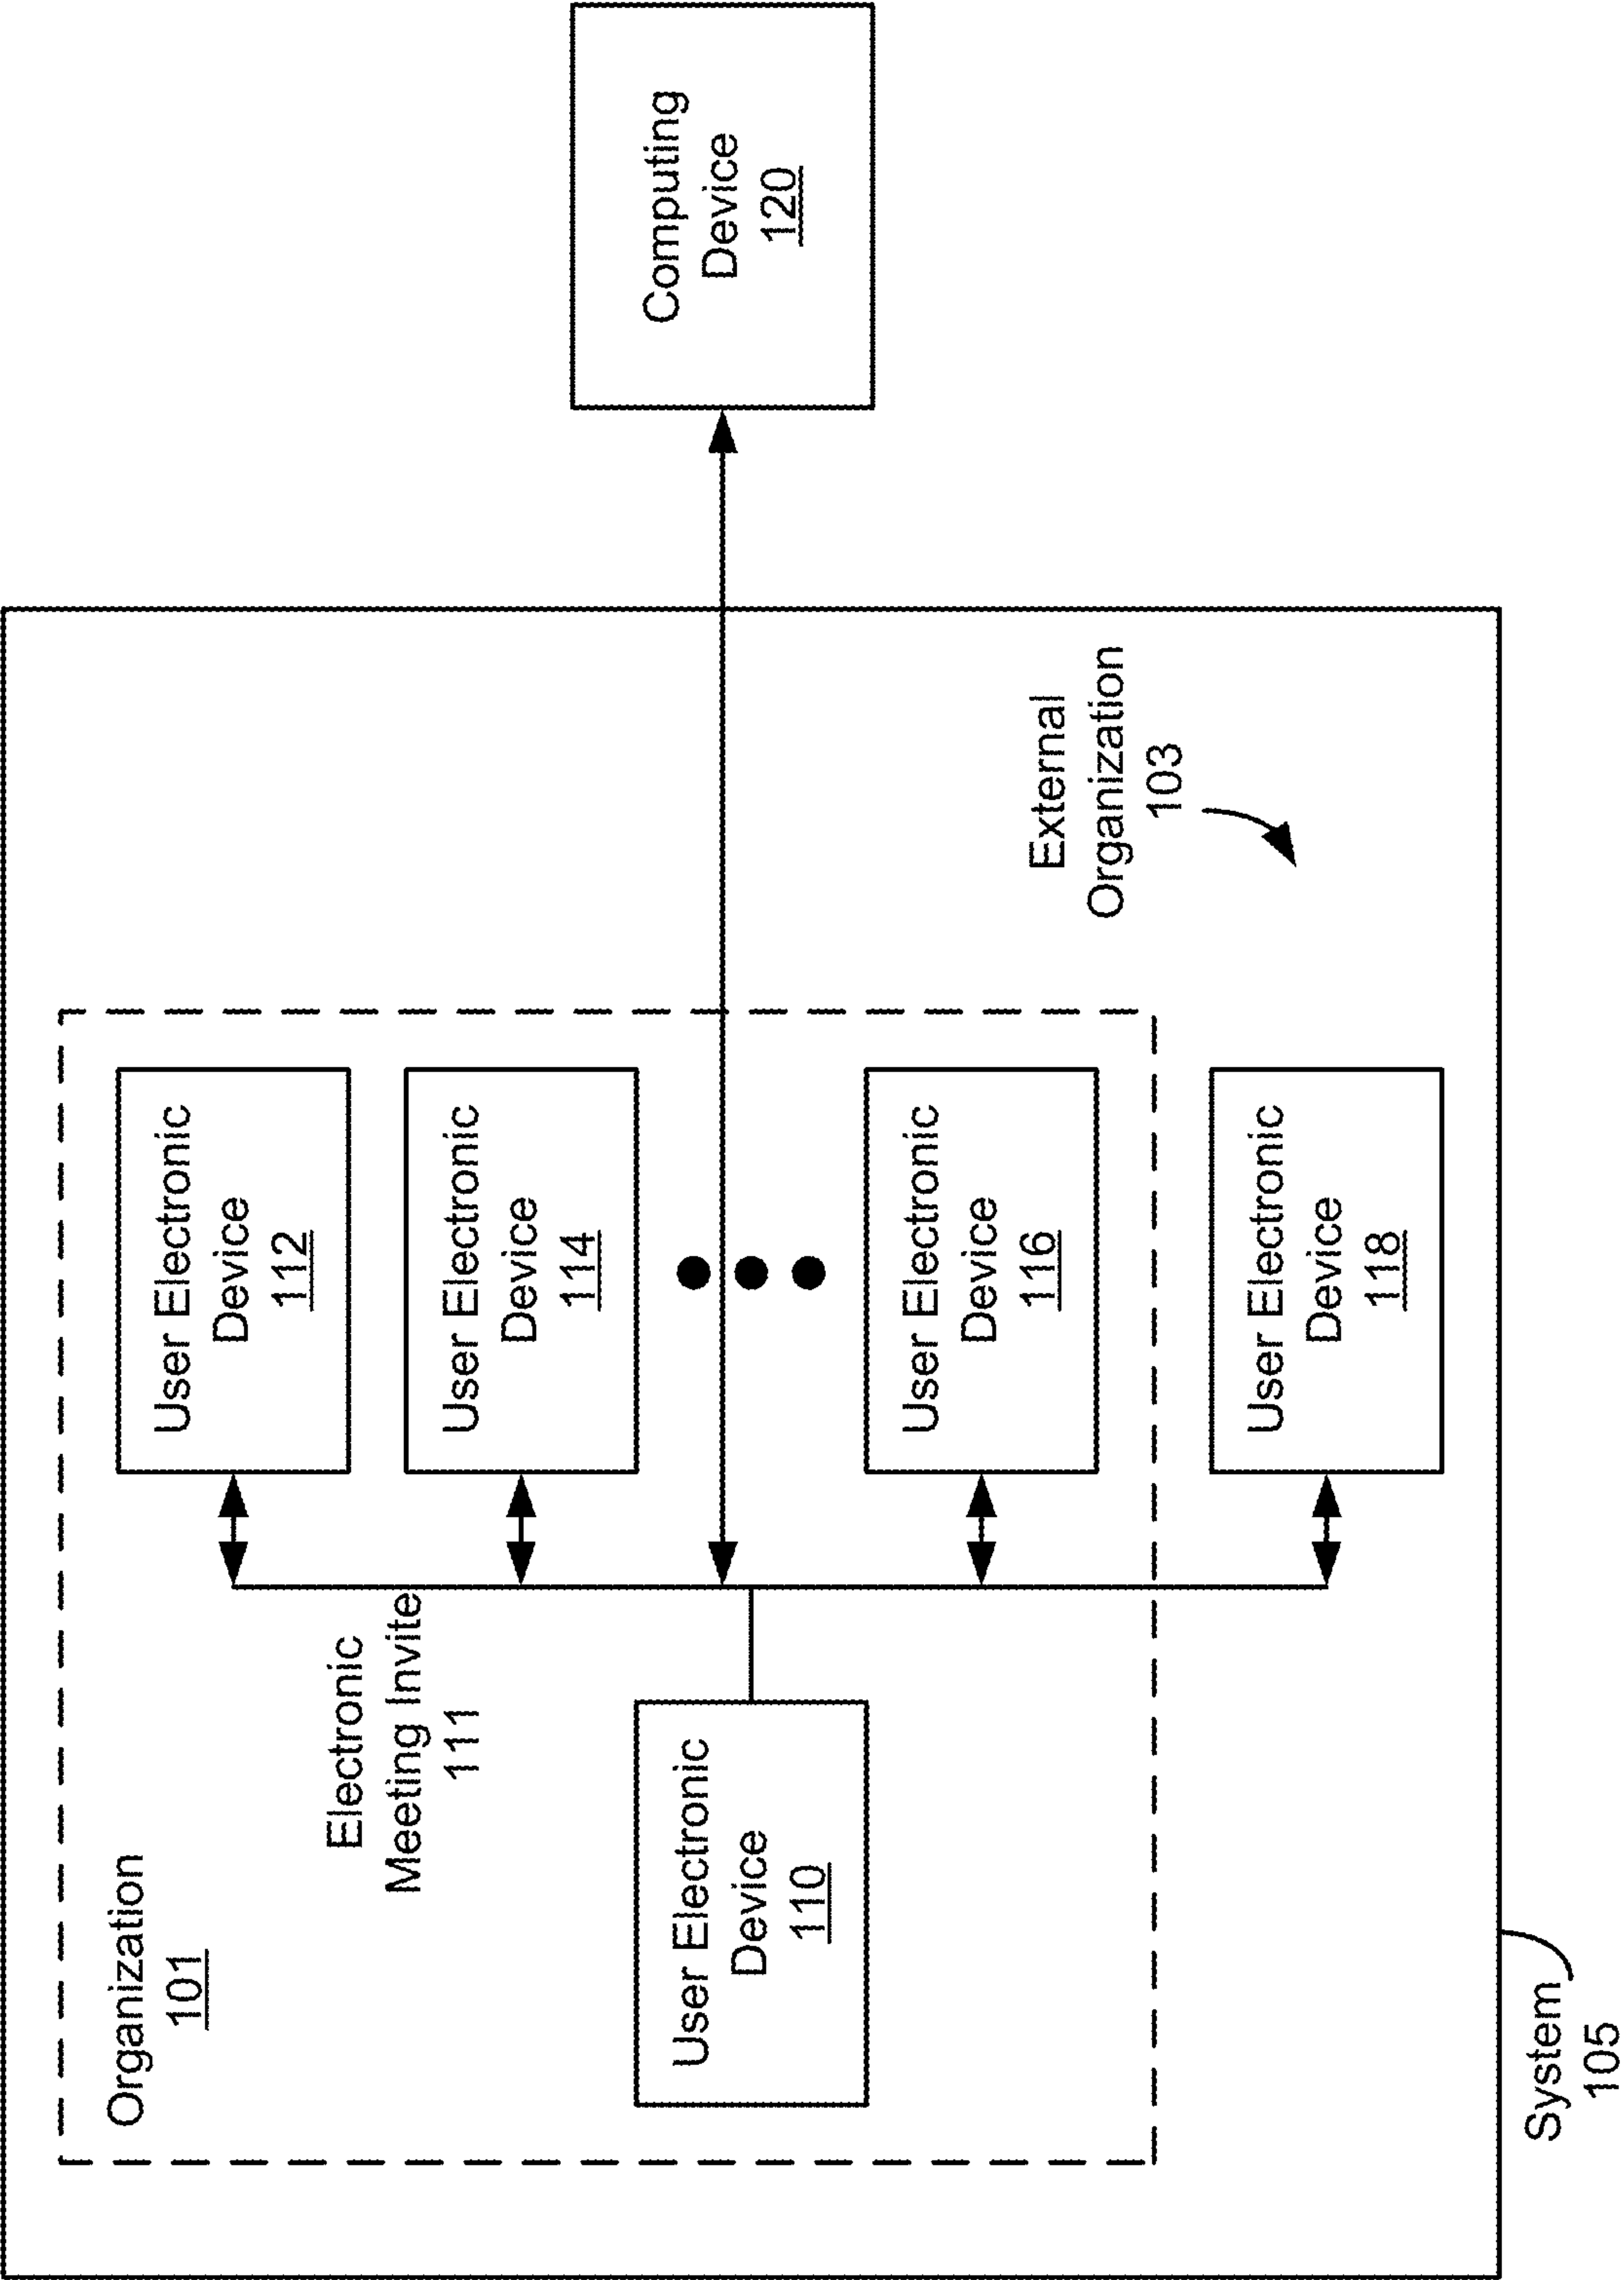 Organization
101
Electronic
Meeting Invite
111
User Electronic
Device
110
User Electronic
Device
112
User Electronic
Device
114
User Electronic
Device
116
User Electronic
Device
118
External
Organization
103
Computing
Device
120
System
105